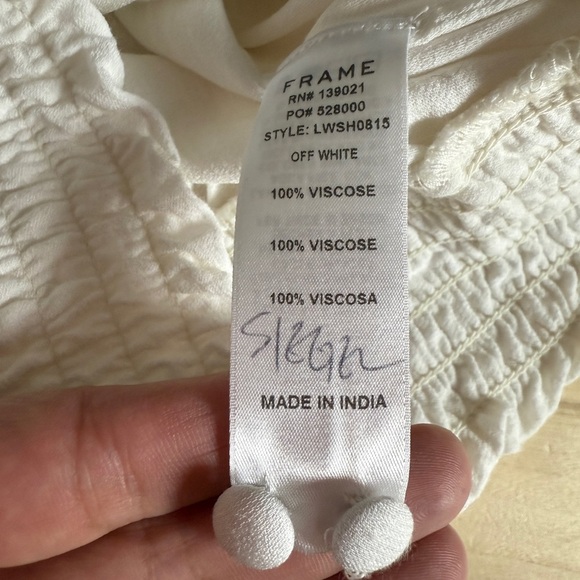 FRAME
RN# 139021
PO# 528000
STYLE: LWSH0815
OFF WHITE
100% VISCOSE
100% VISCOSE
100% VISCOSA
MADE IN INDIA